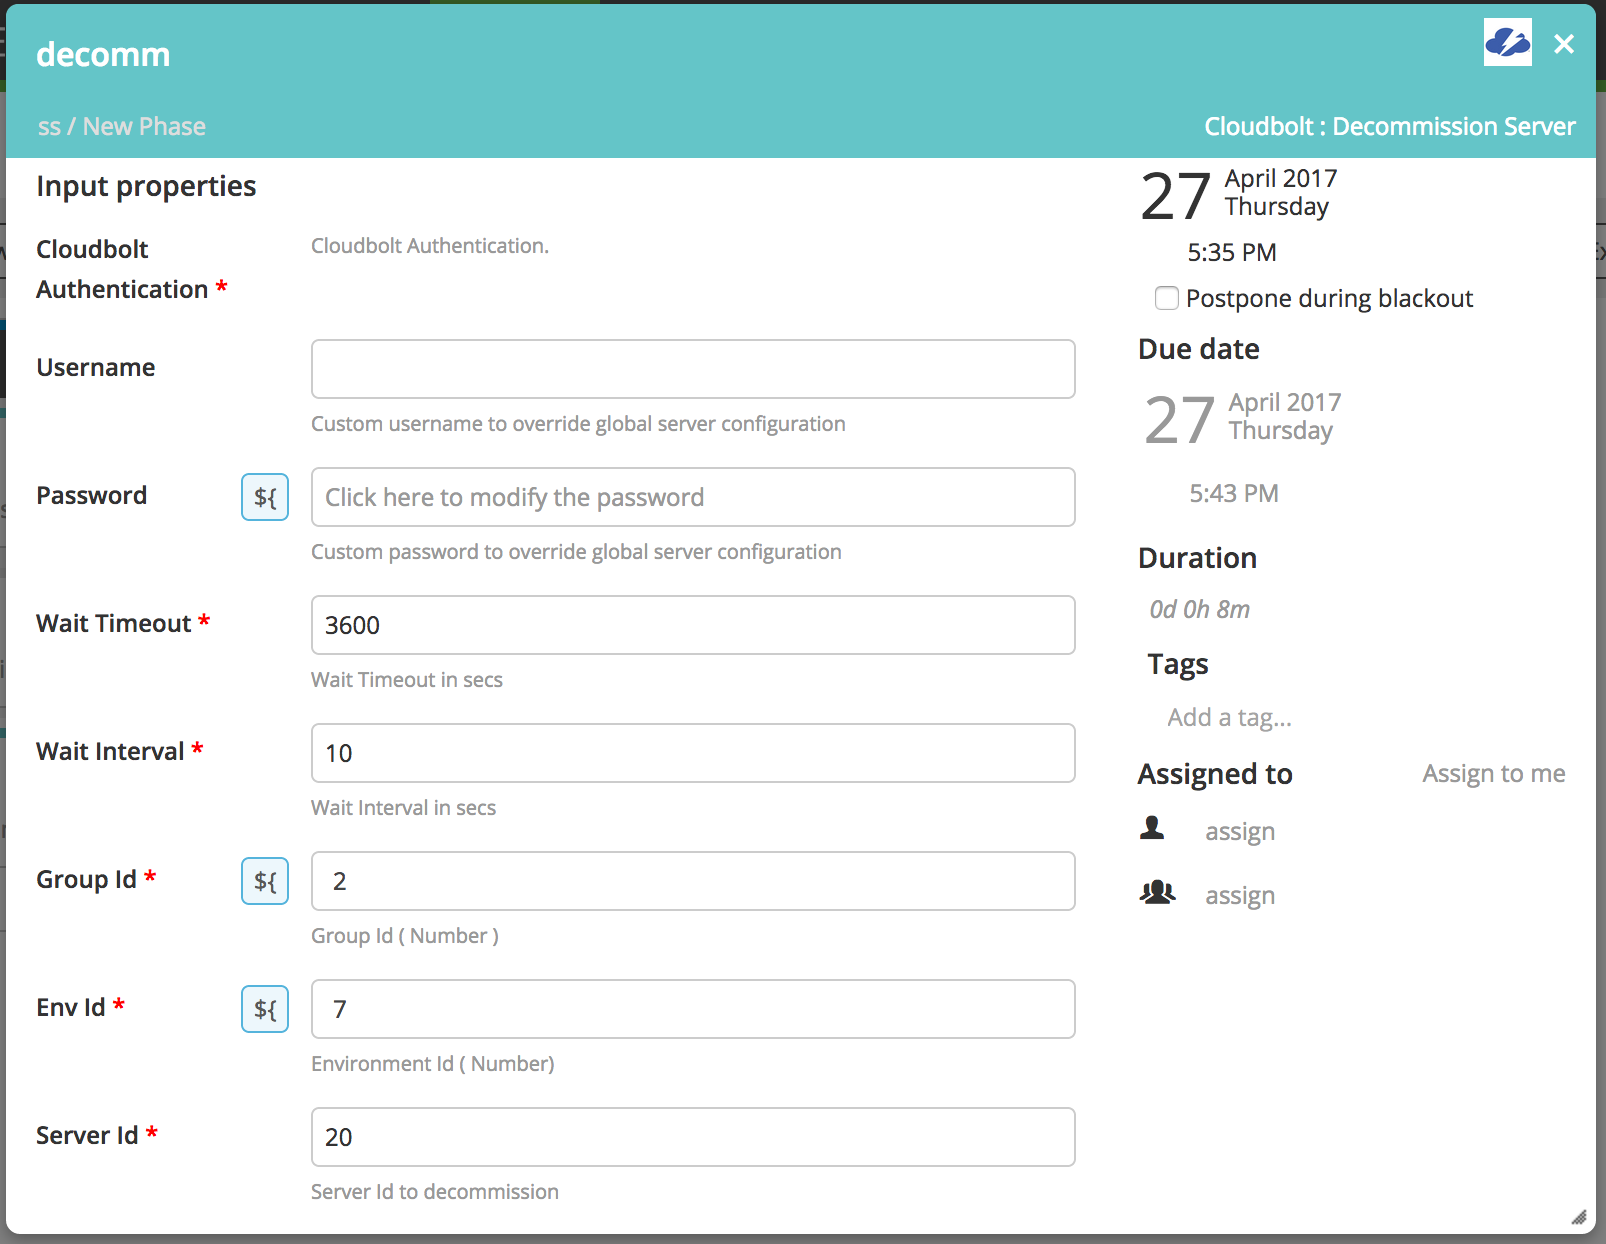 decomm
ss / New Phase
Cloudbolt : Decommission Server
Input properties
Cloudbolt
Authentication *
Cloudbolt Authentication.
Username
Custom username to override global server configuration
Password
${
Click here to modify the password
Custom password to override global server configuration
Wait Timeout *
3600
Wait Timeout in secs
Wait Interval *
10
Wait Interval in secs
Group Id *
${
2
Group Id ( Number )
Env Id *
${
7
Environment Id ( Number)
Server Id *
20
Server Id to decommission
27
April 2017
Thursday
5:35 PM
Postpone during blackout
Due date
27
April 2017
Thursday
5:43 PM
Duration
0d 0h 8m
Tags
Add a tag...
Assigned to
Assign to me
assign
assign